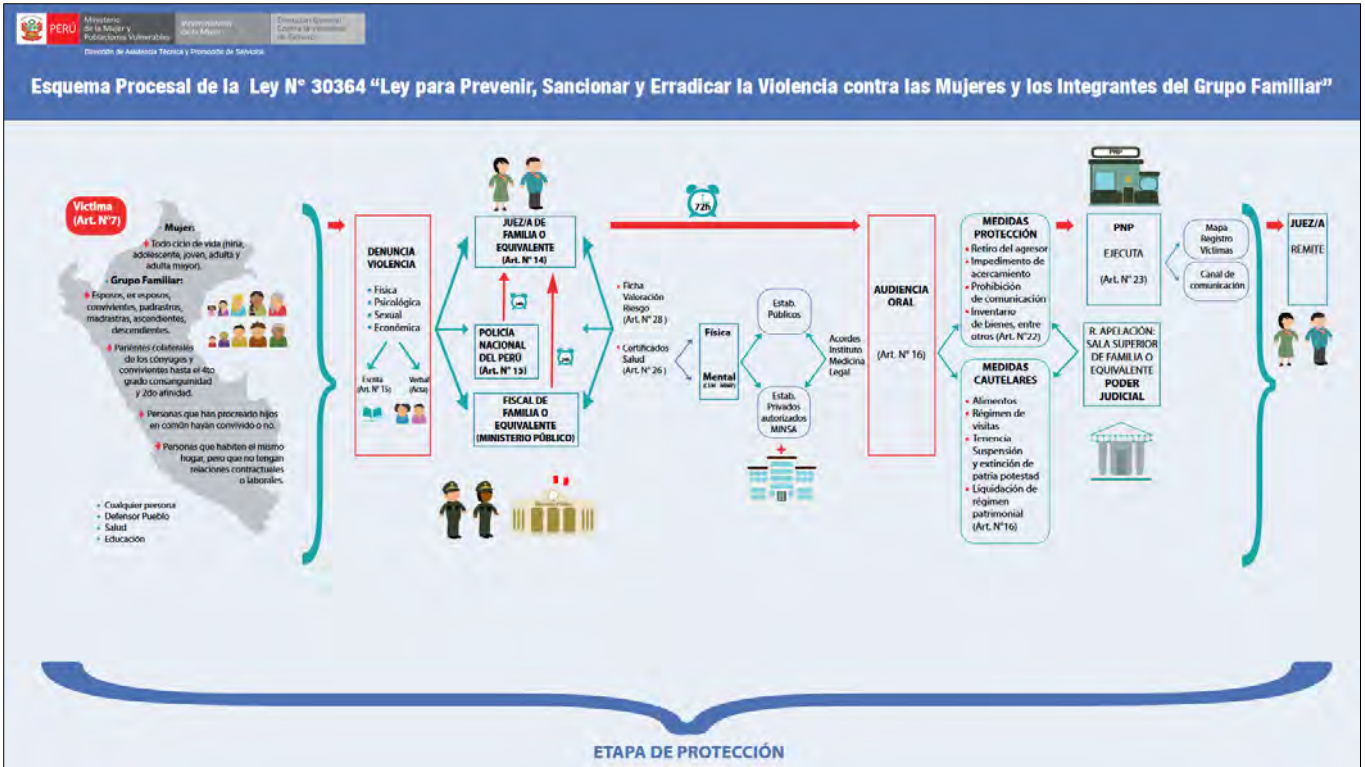 PERÚ
Ministerio
de la Mujer y
Poblaciones Vulnerables
de la Mujer
Dirección General
Contra la Violencia
de Género
Dirección de Asistencia Técnica y Promoción de Servicios
Esquema Procesal de la Ley N° 30364 “Ley para Prevenir, Sancionar y Erradicar la Violencia contra las Mujeres y los Integrantes del Grupo Familiar”
Víctima
(Art. N°7)
Mujer:
Todo ciclo de vida (niña,
adolescente, joven, adulta y
adulta mayor).
Grupo Familiar:
Esposos, ex esposos,
convivientes, padrastros,
madrastras, ascendientes,
descendientes.
Parientes colaterales
de los cónyuges y
convivientes hasta el 4to
grado consanguinidad
y 2do afinidad.
Personas que han procreado hijos
en común hayan convivido o no.
Personas que habiten el mismo
hogar, pero que no tengan
relaciones contractuales
o laborales.
Cualquier persona
Defensor Pueblo
Salud
Educación
DENUNCIA
VIOLENCIA
Física
Psicológica
Sexual
Económica
Escrita
(Art. N° 15)
Verbal
(Acta)
JUEZ/A DE
FAMILIA O
EQUIVALENTE
(Art. N° 14)
POLICÍA
NACIONAL
DEL PERÚ
(Art. N° 15)
FISCAL DE
FAMILIA O
EQUIVALENTE
(MINISTERIO PÚBLICO)
72h
Ficha
Valoración
Riesgo
(Art. N° 28 )
Certificados
Salud
(Art. N° 26 )
Física
Mental
Estab.
Públicos
Estab.
Privados
autorizados
MINSA
Acordes
Instituto
Medicina
Legal
AUDIENCIA
ORAL
(Art. N° 16)
MEDIDAS
PROTECCIÓN
Retiro del agresor
Impedimento de
acercamiento
Prohibición
de comunicación
Inventario
de bienes, entre
otros (Art. N°22)
MEDIDAS
CAUTELARES
Alimentos
Régimen de
visitas
Tenencia
Suspensión
y extinción de
patria potestad
Liquidación de
régimen
patrimonial
(Art. N°16)
PNP
PNP
EJECUTA
(Art. N° 23)
Mapa
Registro
Víctimas
Canal de
comunicación
R. APELACIÓN:
SALA SUPERIOR
DE FAMILIA O
EQUIVALENTE
PODER
JUDICIAL
JUEZ/A
REMITE
ETAPA DE PROTECCIÓN